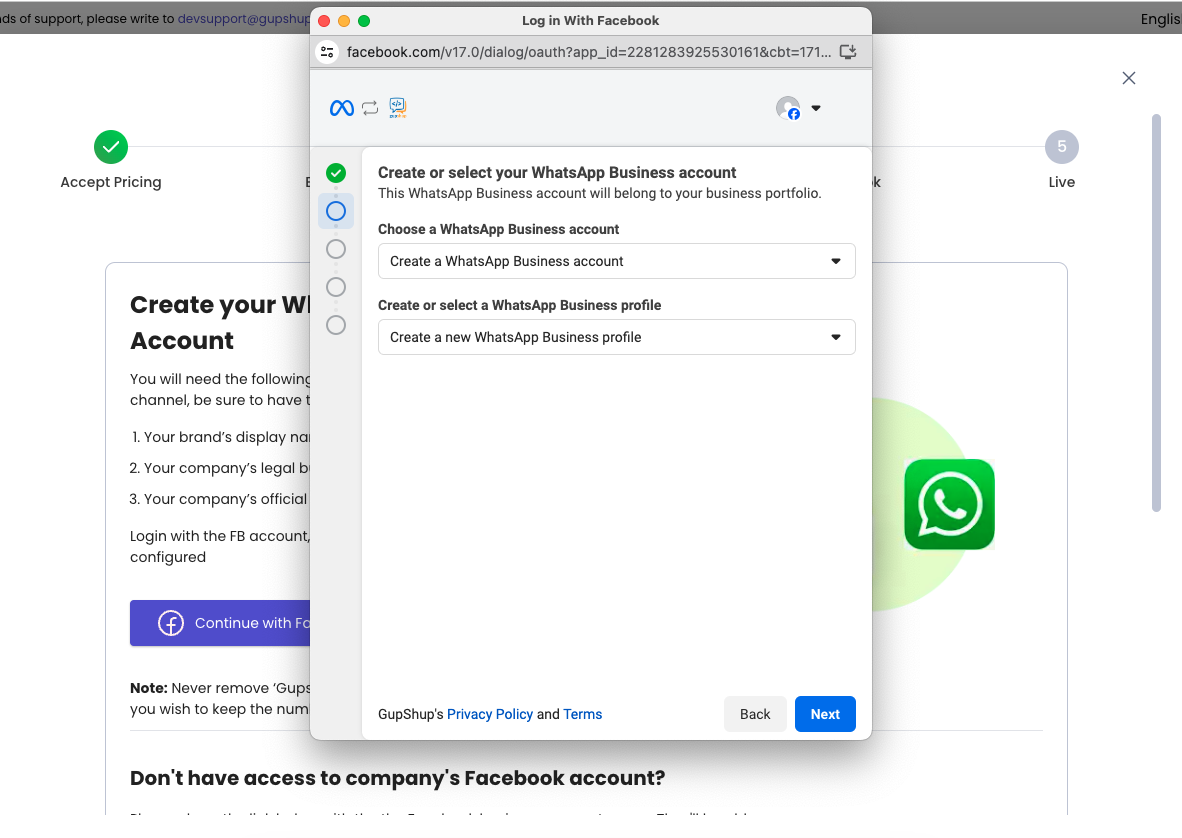 ds of support, please write to devsupport@gupshup
Log in With Facebook
Englis
facebook.com/v17.0/dialog/oauth?app_id=2281283925530161&cbt=171...
Accept Pricing
5
Live
Create or select your WhatsApp Business account
This WhatsApp Business account will belong to your business portfolio.
Choose a WhatsApp Business account
Create a WhatsApp Business account
Create or select a WhatsApp Business profile
Create a new WhatsApp Business profile
GupShup's Privacy Policy and Terms
Back
Next
Create your Wh
Account
You will need the following
channel, be sure to have t
1. Your brand’s display nam
2. Your company’s legal bu
3. Your company’s official
Login with the FB account,
configured
Continue with Fa
Note: Never remove ‘Gups
you wish to keep the num
Don't have access to company's Facebook account?